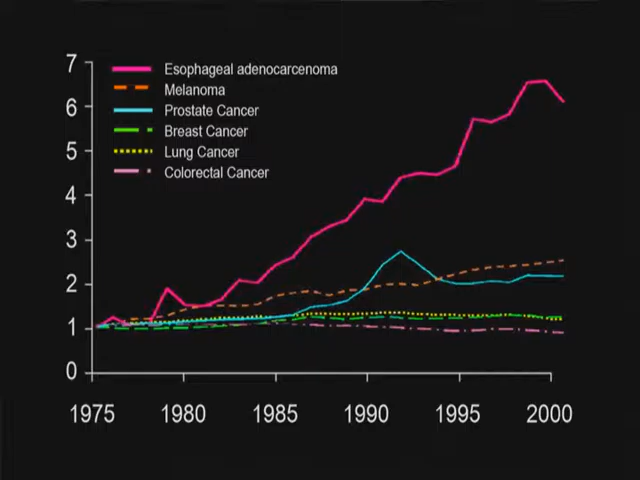 7
6
5
4
3
2
1
0
Esophageal adenocarcenoma
Melanoma
Prostate Cancer
Breast Cancer
Lung Cancer
Colorectal Cancer
1975 1980 1985 1990 1995 2000